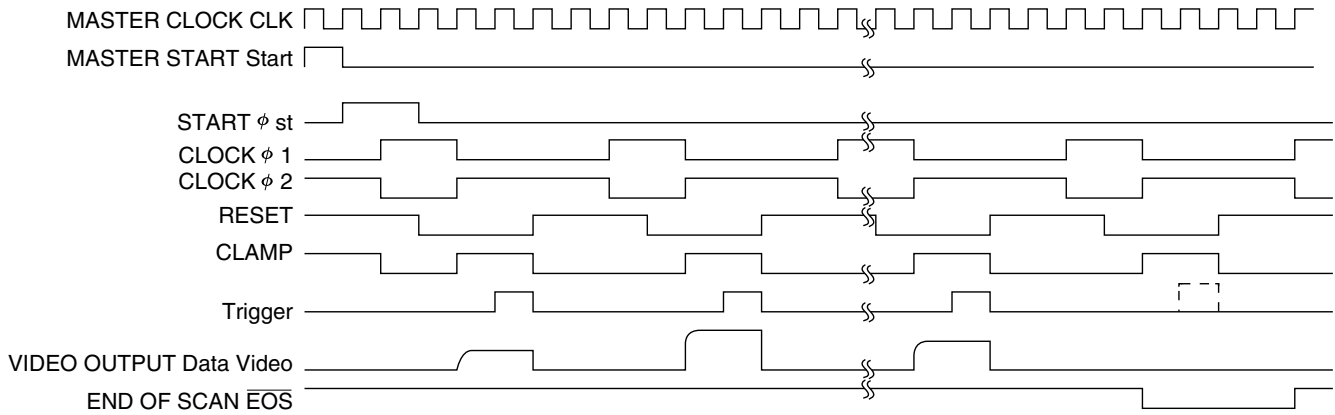 MASTER CLOCK CLK
MASTER START Start
START ϕ st
CLOCK ϕ 1
CLOCK ϕ 2
RESET
CLAMP
Trigger
VIDEO OUTPUT Data Video
END OF SCAN E̅O̅S̅